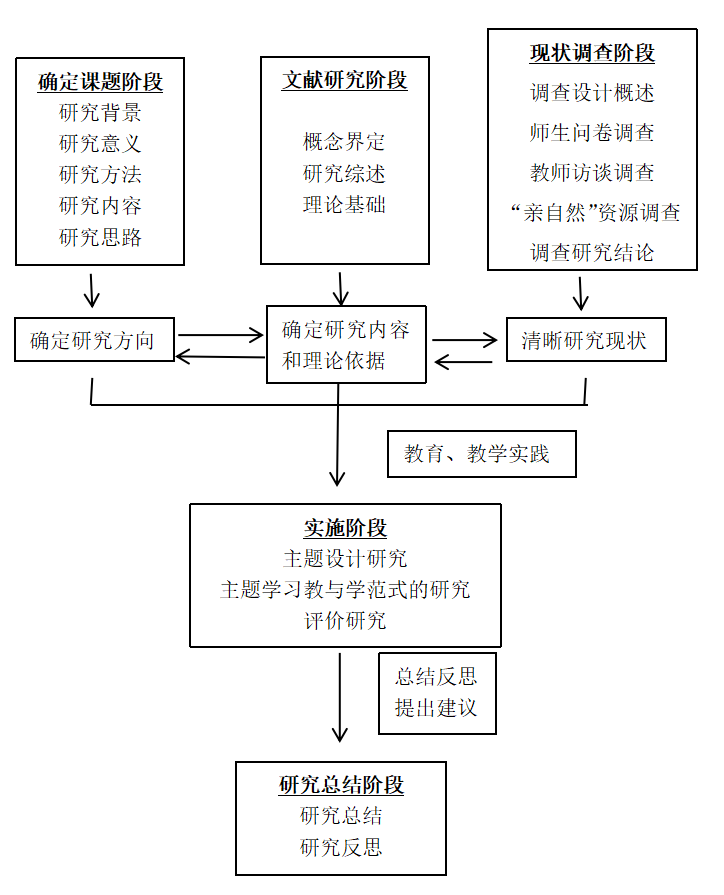 确定课题阶段
研究背景
研究意义
研究方法
研究内容
研究思路
文献研究阶段
概念界定
研究综述
理论基础
现状调查阶段
调查设计概述
师生问卷调查
教师访谈调查
“亲自然”资源调查
调查研究结论
确定研究方向
确定研究内容
和理论依据
清晰研究现状
教育、教学实践
实施阶段
主题设计研究
主题学习教与学范式的研究
评价研究
总结反思
提出建议
研究总结阶段
研究总结
研究反思